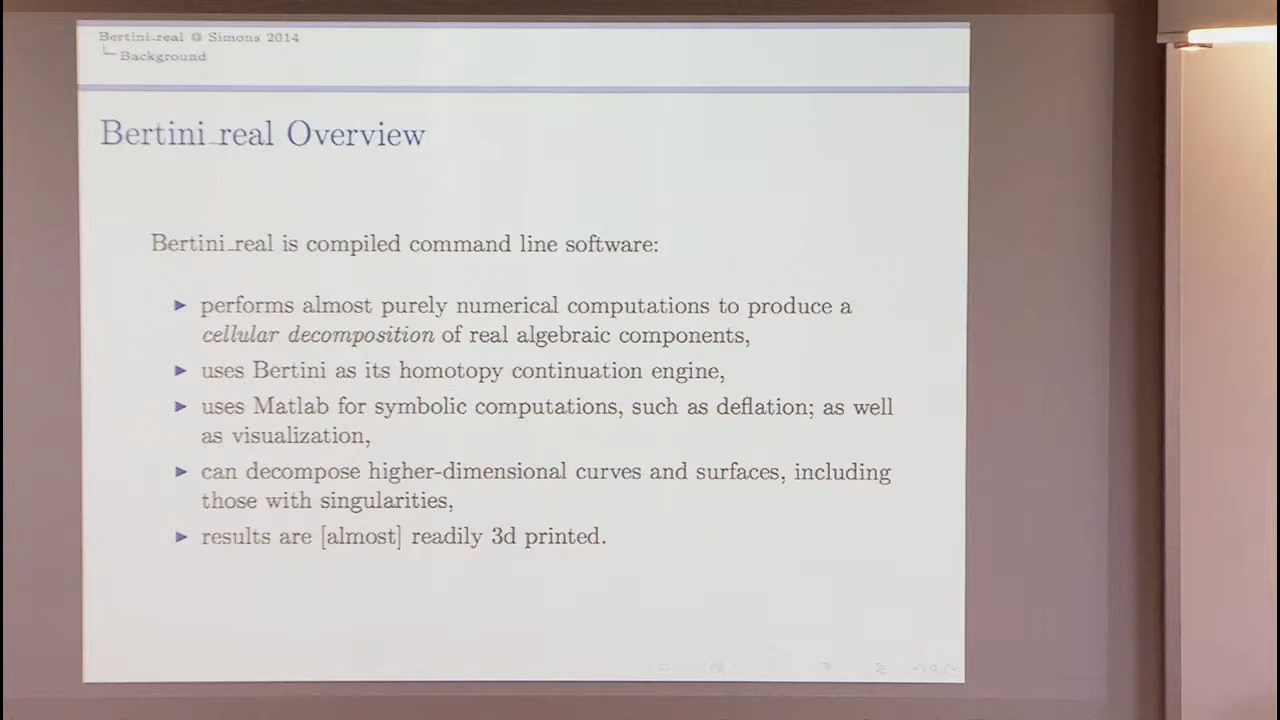 Bertini_real @ Simons 2014
Background
Bertini_real Overview
Bertini_real is compiled command line software:
performs almost purely numerical computations to produce a
cellular decomposition of real algebraic components,
uses Bertini as its homotopy continuation engine,
uses Matlab for symbolic computations, such as deflation; as well
as visualization,
can decompose higher-dimensional curves and surfaces, including
those with singularities,
results are [almost] readily 3d printed.